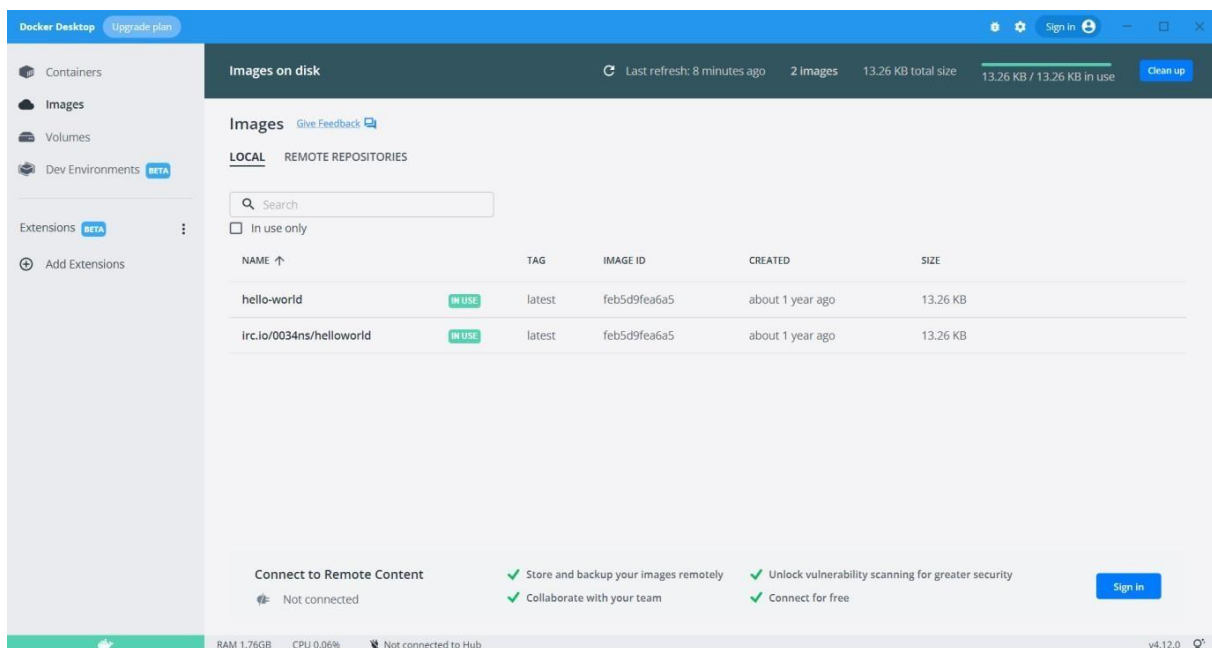 Docker Desktop Upgrade plan Sign in
Containers
Images
Volumes
Dev Environments BETA
Extensions BETA
Add Extensions
Images on disk Last refresh: 8 minutes ago 2 images 13.26 KB total size 13.26 KB / 13.26 KB in use Clean up
Images Give Feedback
LOCAL REMOTE REPOSITORIES
Search
In use only
NAME TAG IMAGE ID CREATED SIZE
hello-world IN USE latest feb5d9fea6a5 about 1 year ago 13.26 KB
irc.io/0034ns/helloworld IN USE latest feb5d9fea6a5 about 1 year ago 13.26 KB
Connect to Remote Content
Not connected
Store and backup your images remotely
Collaborate with your team
Unlock vulnerability scanning for greater security
Connect for free
Sign in
RAM 1.76GB CPU 0.06% Not connected to Hub v4.12.0